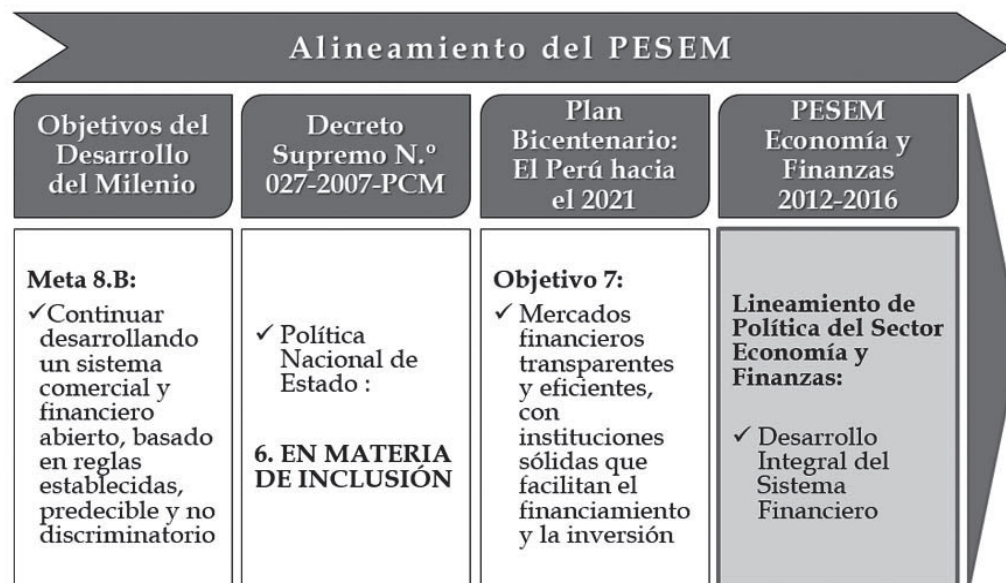 Alineamiento del PESEM
Objetivos del
Desarrollo
del Milenio
Decreto
Supremo N.º
027-2007-PCM
Plan
Bicentenario:
El Perú hacia
el 2021
PESEM
Economía y
Finanzas
2012-2016
Meta 8.B:
✓Continuar
desarrollando
un sistema
comercial y
financiero
abierto, basado
en reglas
establecidas,
predecible y no
discriminatorio
✓ Política
Nacional de
Estado :
6. EN MATERIA
DE INCLUSIÓN
Objetivo 7:
✓ Mercados
financieros
transparentes
y eficientes,
con
instituciones
sólidas que
facilitan el
financiamiento
y la inversión
Lineamiento de
Política del Sector
Economía y
Finanzas:
✓ Desarrollo
Integral del
Sistema
Financiero